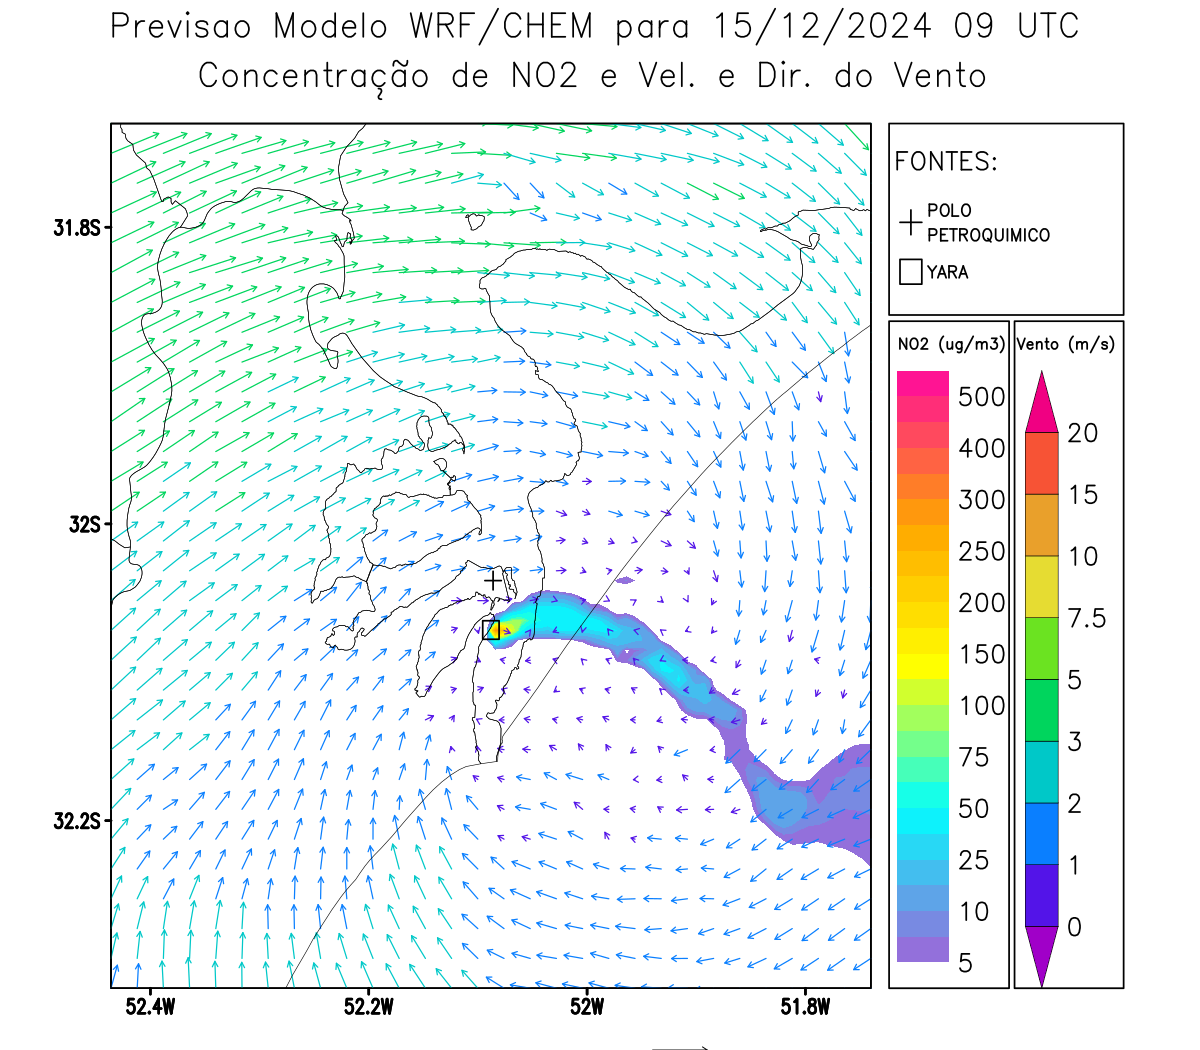 Previsao Modelo WRF/CHEM para 15/12/2024 09 UTC
Concentração de NO2 e Vel. e Dir. do Vento
FONTES:
POLO
PETROQUIMICO
YARA
NO2 (ug/m3)
500
400
300
250
200
150
100
75
50
25
10
5
Vento (m/s)
20
15
10
7.5
5
3
2
1
0
31.8S
32S
32.2S
52.4W
52.2W
52W
51.8W